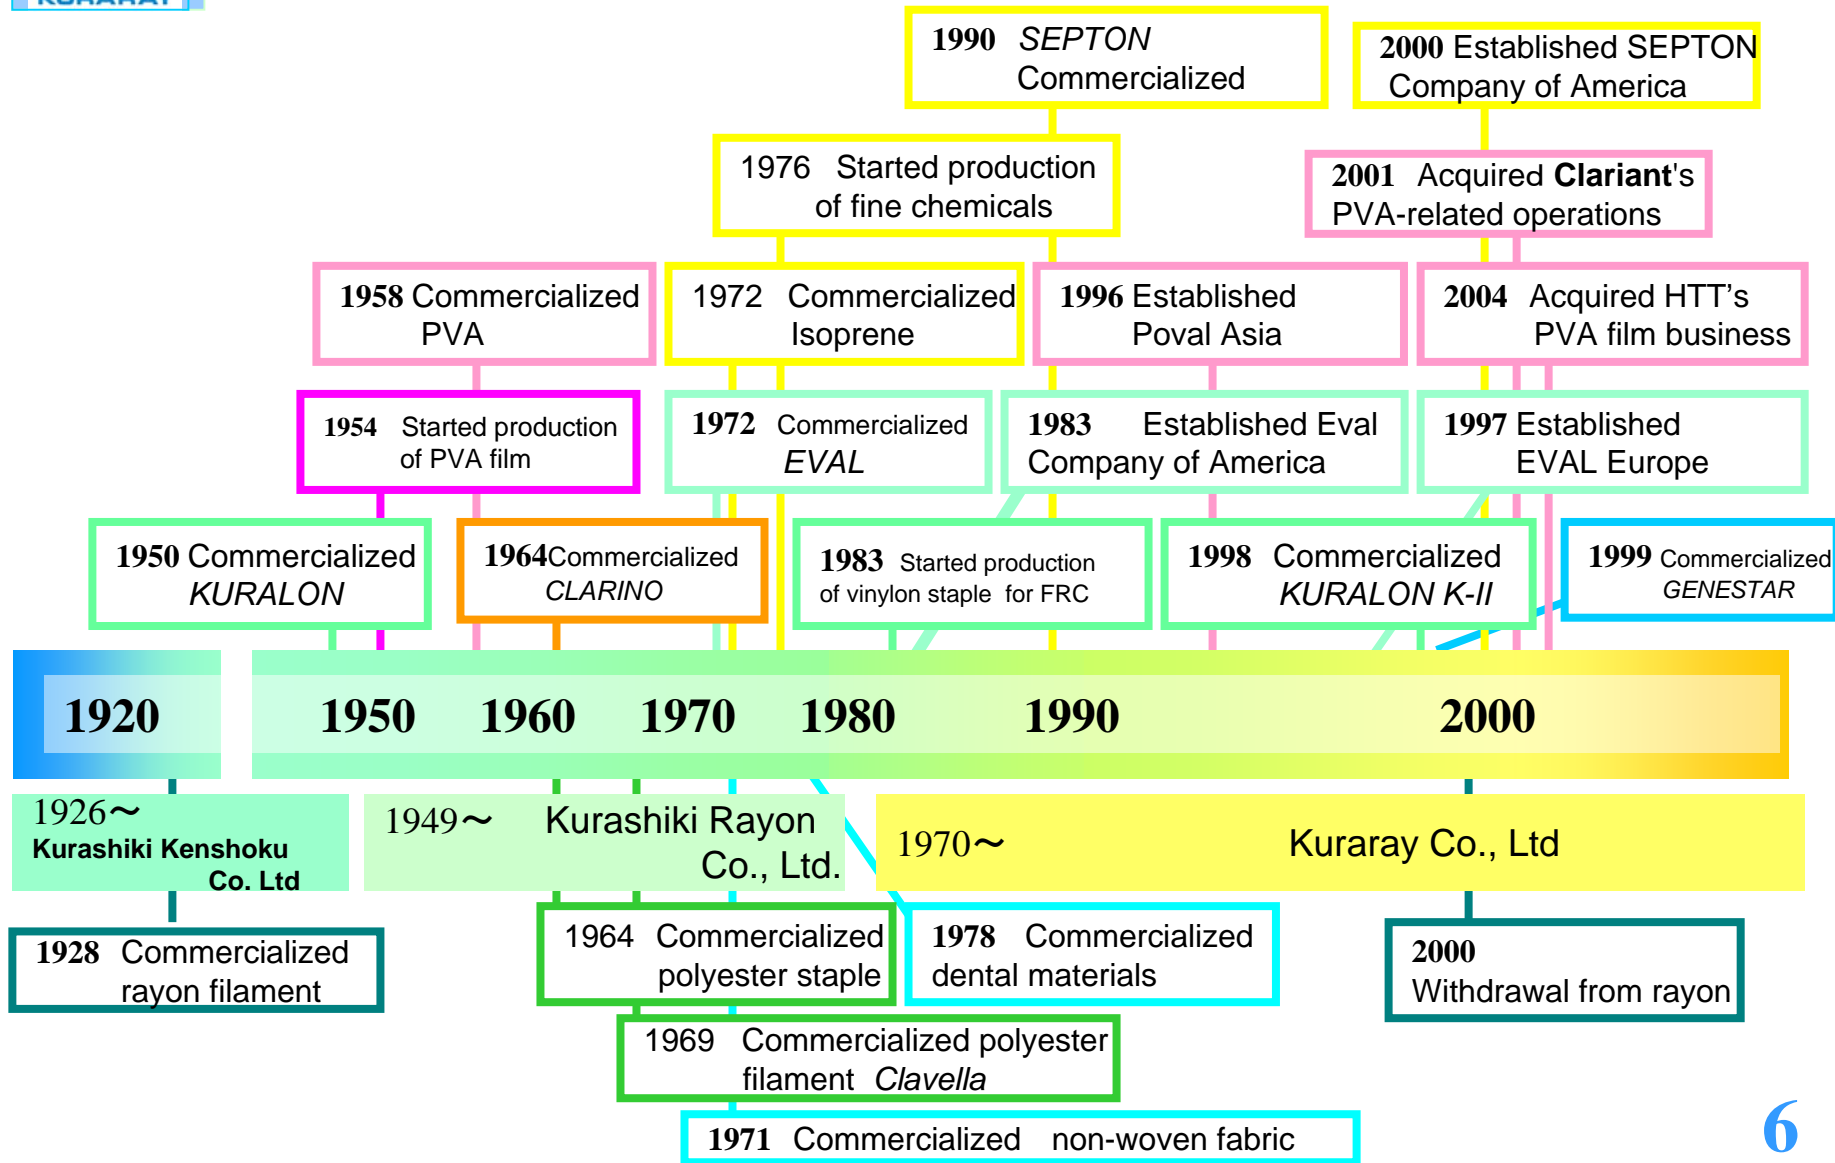 KURARAY
1990 SEPTON
Commercialized
2000 Established SEPTON
Company of America
1976 Started production
of fine chemicals
2001 Acquired Clariant's
PVA-related operations
1958 Commercialized
PVA
1972 Commercialized
Isoprene
1996 Established
Poval Asia
2004 Acquired HTT’s
PVA film business
1954 Started production
of PVA film
1972 Commercialized
EVAL
1983 Established Eval
Company of America
1997 Established
EVAL Europe
1950 Commercialized
KURALON
1964Commercialized
CLARINO
1983 Started production
of vinylon staple for FRC
1998 Commercialized
KURALON K-II
1999 Commercialized
GENESTAR
1920 1950 1960 1970 1980 1990 2000
1926～
Kurashiki Kenshoku
Co. Ltd
1949～ Kurashiki Rayon
Co., Ltd.
1970～ Kuraray Co., Ltd
1928 Commercialized
rayon filament
1964 Commercialized
polyester staple
1978 Commercialized
dental materials
2000
Withdrawal from rayon
1969 Commercialized polyester
filament Clavella
1971 Commercialized non-woven fabric
6